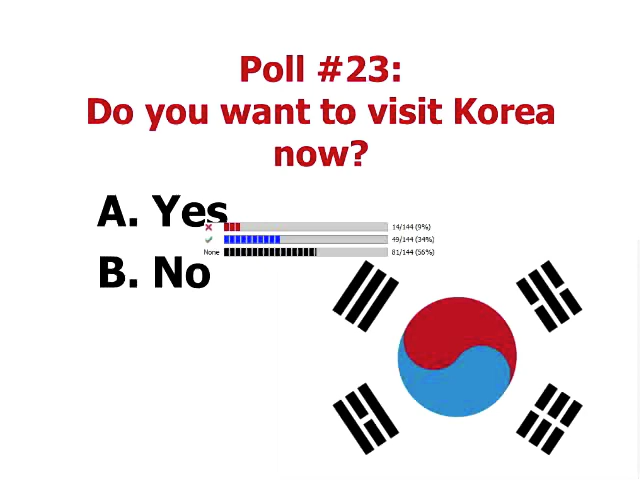 Poll #23:
Do you want to visit Korea
now?
A. Yes
14/144 (9%)
49/144 (34%)
None 81/144 (56%)
B. No